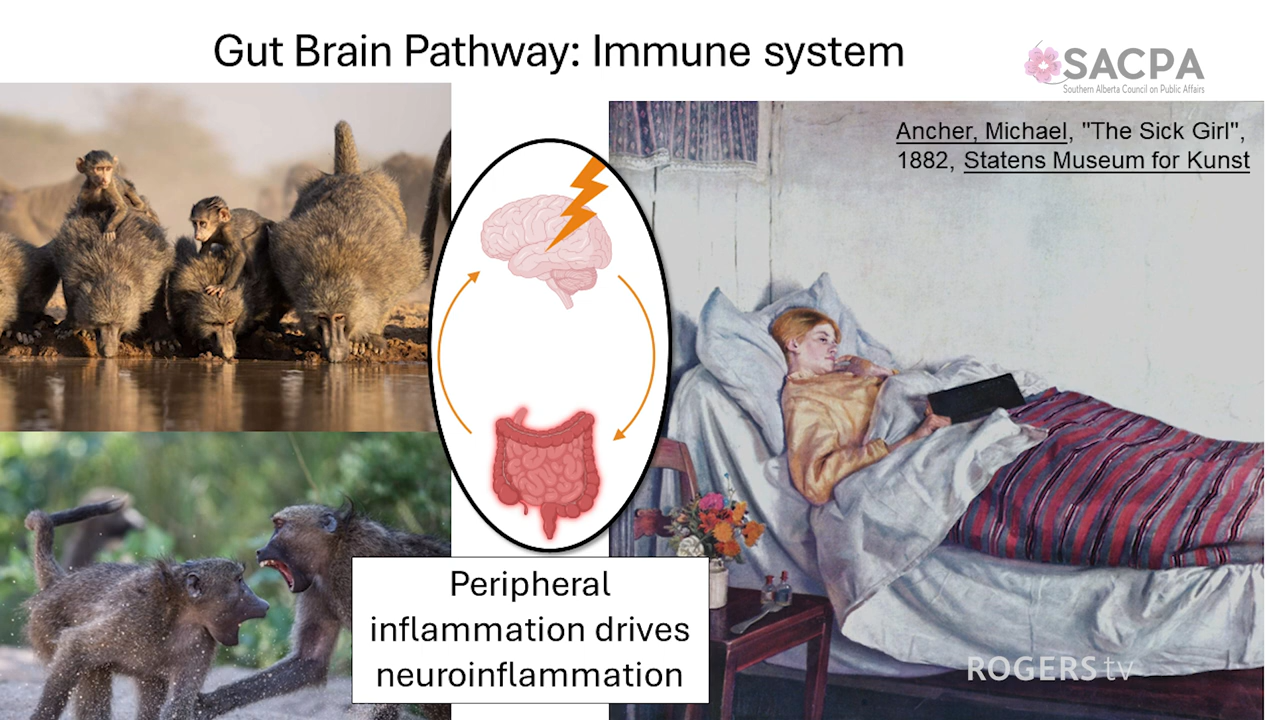 Gut Brain Pathway: Immune system
SACPA
Southern Alberta Council on Public Affairs
Ancher, Michael, "The Sick Girl",
1882, Statens Museum for Kunst
Peripheral
inflammation drives
neuroinflammation
ROGERS tv